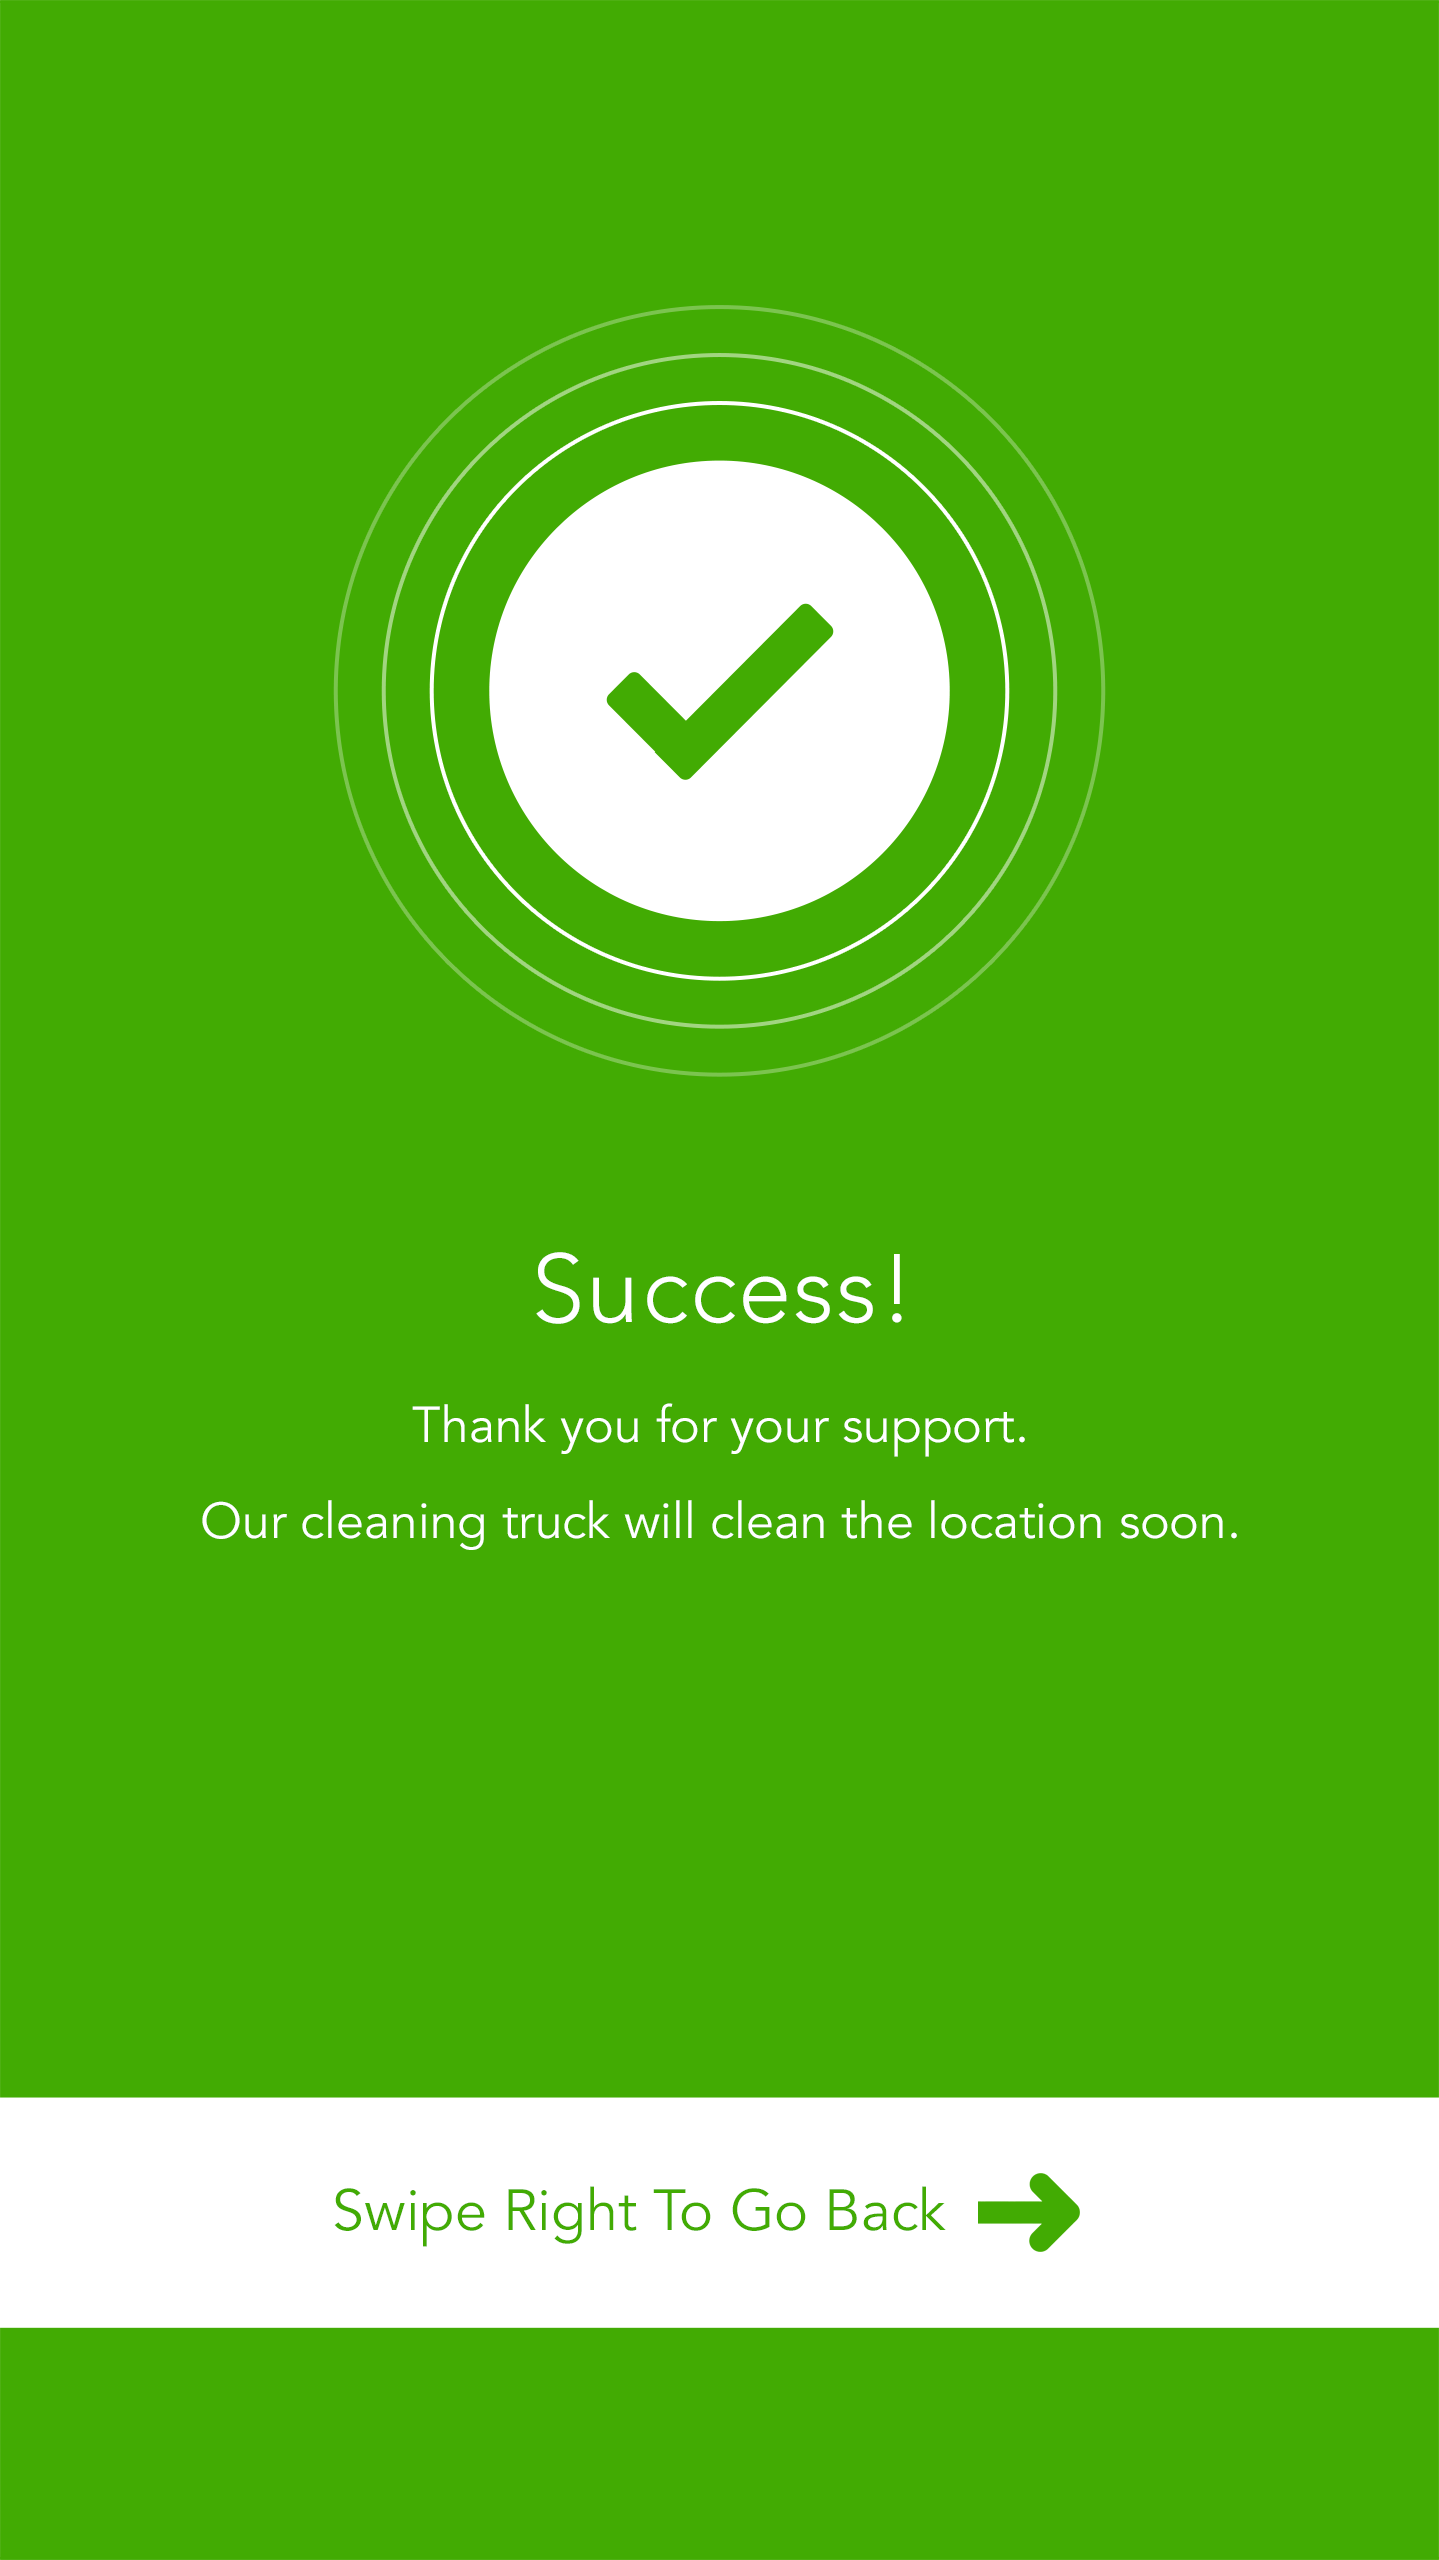 Success!
Thank you for your support.
Our cleaning truck will clean the location soon.
Swipe Right To Go Back